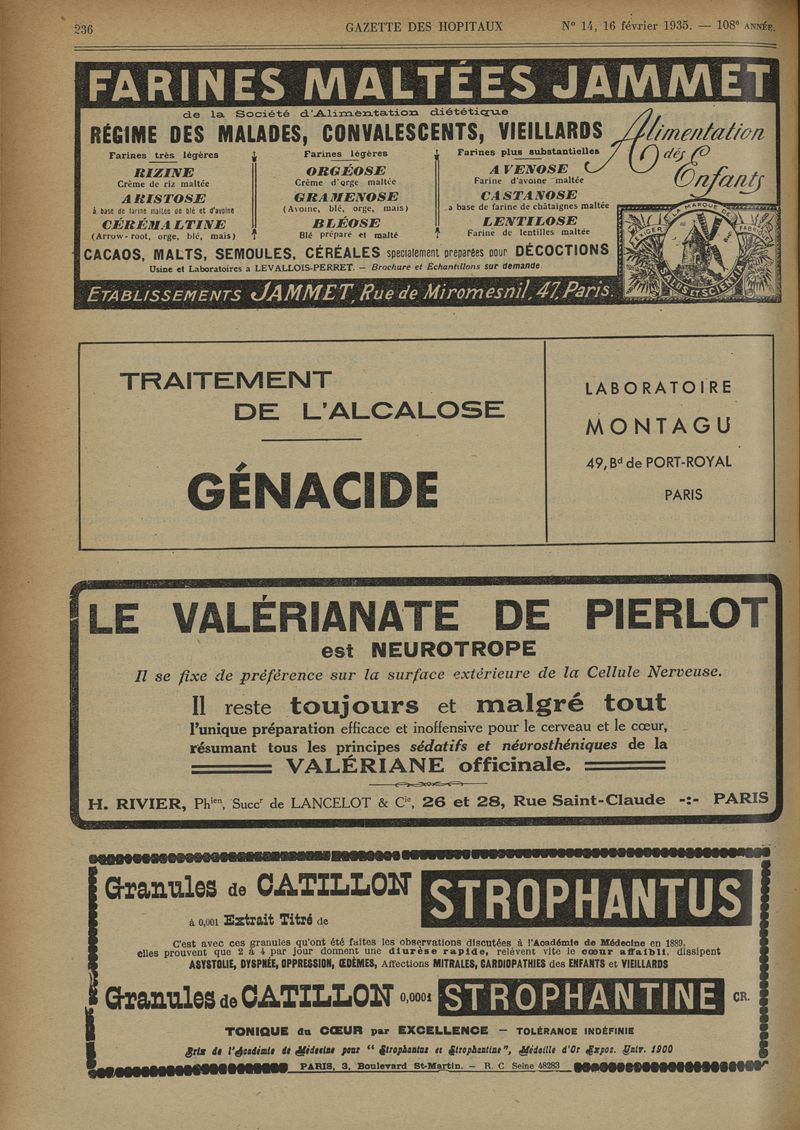 236 GAZETTE DES HOPITAUX N° 14, 16 février 1935. — 108e ANNÉE.
FARINES MALTÉES JAMMET
de la Société d'Alimentation diététique
RÉGIME DES MALADES, CONVALESCENTS, VIEILLARDS
Alimentation
des
Enfants
Farines très légères
RIZINE
Crème de riz maltée
ARISTOSE
à base de farine maltée de blé et d'avoine
CÉRÉMALTINE
(Arrow-root, orge, blé, maïs)
Farines légères
ORGÉOSE
Crème d'orge maltée
GRAMENOSE
(Avoine, blé, orge, maïs)
BLÉOSE
Blé préparé et malté
Farines plus substantielles
AVENOSE
Farine d'avoine maltée
CASTANOSE
a base de farine de châtaignes maltée
LENTILOSE
Farine de lentilles maltée
EXIGER LA MARQUE DE FABRIQUE
SALUS ET SCIENTIA
CACAOS, MALTS, SEMOULES, CÉRÉALES specialement preparées pour DÉCOCTIONS
Usine et Laboratoires a LEVALLOIS-PERRET. — Brochure et Échantillons sur demande
ETABLISSEMENTS JAMMET, Rue de Miromesnil, 47, Paris.
TRAITEMENT
DE L'ALCALOSE
GÉNACIDE
LABORATOIRE
MONTAGU
49, Bd de PORT-ROYAL
PARIS
LE VALÉRIANATE DE PIERLOT
est NEUROTROPE
Il se fixe de préférence sur la surface extérieure de la Cellule Nerveuse.
Il reste toujours et malgré tout
l'unique préparation efficace et inoffensive pour le cerveau et le cœur,
résumant tous les principes sédatifs et névrosthéniques de la
VALÉRIANE officinale.
H. RIVIER, Phien, Succr de LANCELOT & Cie, 26 et 28, Rue Saint-Claude -:- PARIS
Granules de CATILLON STROPHANTUS
à 0,001 Extrait Titré de
C'est avec ces granules qu'ont été faites les observations discutées à l'Académie de Médecine en 1889,
elles prouvent que 2 à 4 par jour donnent une diurèse rapide, relèvent vite le cœur affaibli, dissipent
ASYSTOLIE, DYSPNÉE, OPPRESSION, ŒDÈMES, Affections MITRALES, CARDIOPATHIES des ENFANTS et VIEILLARDS
Granules de CATILLON 0,0001 STROPHANTINE CR.
TONIQUE du CŒUR par EXCELLENCE — TOLÉRANCE INDÉFINIE
Prix de l'Académie de Médecine pour "Strophantus et Strophantine", Médaille d'Or Expos. Univ. 1900
PARIS, 3, Boulevard St-Martin. — R. C. Seine 48283